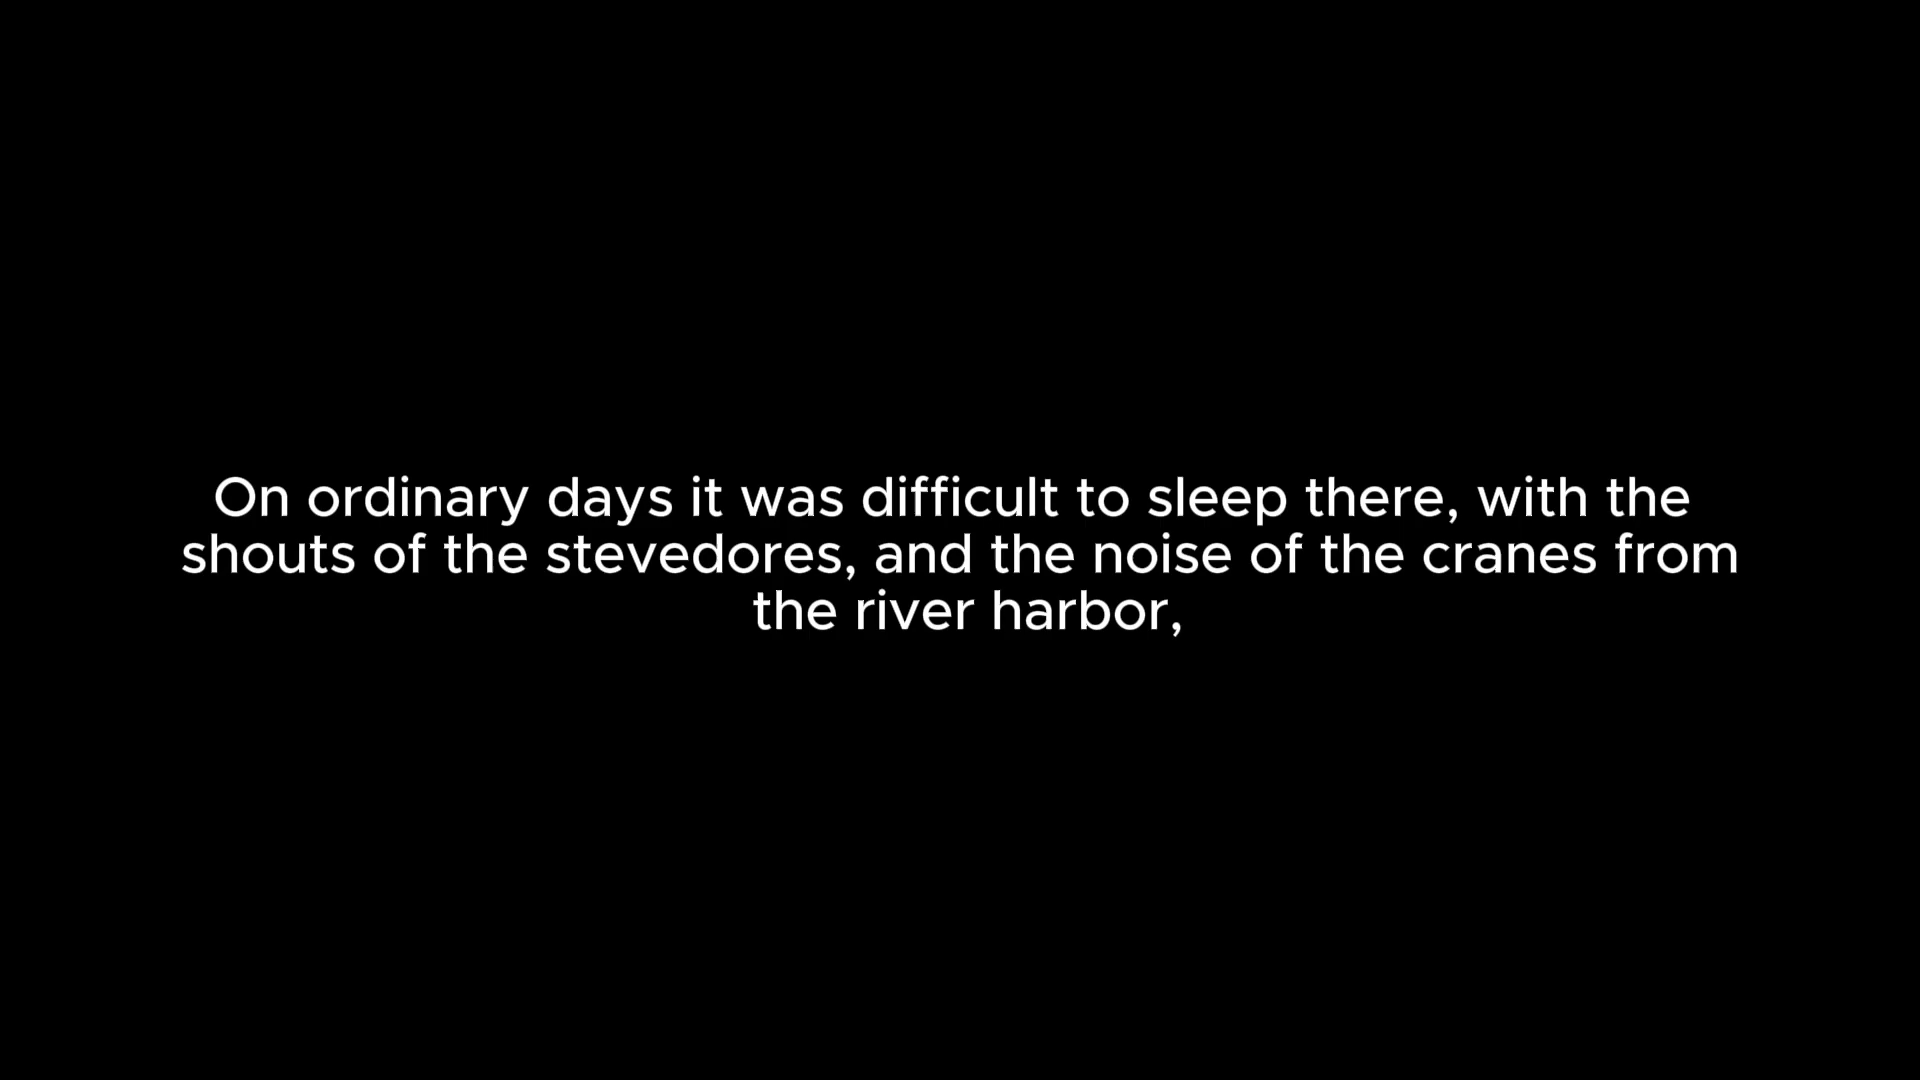 On ordinary days it was difficult to sleep there, with the
shouts of the stevedores, and the noise of the cranes from
the river harbor,